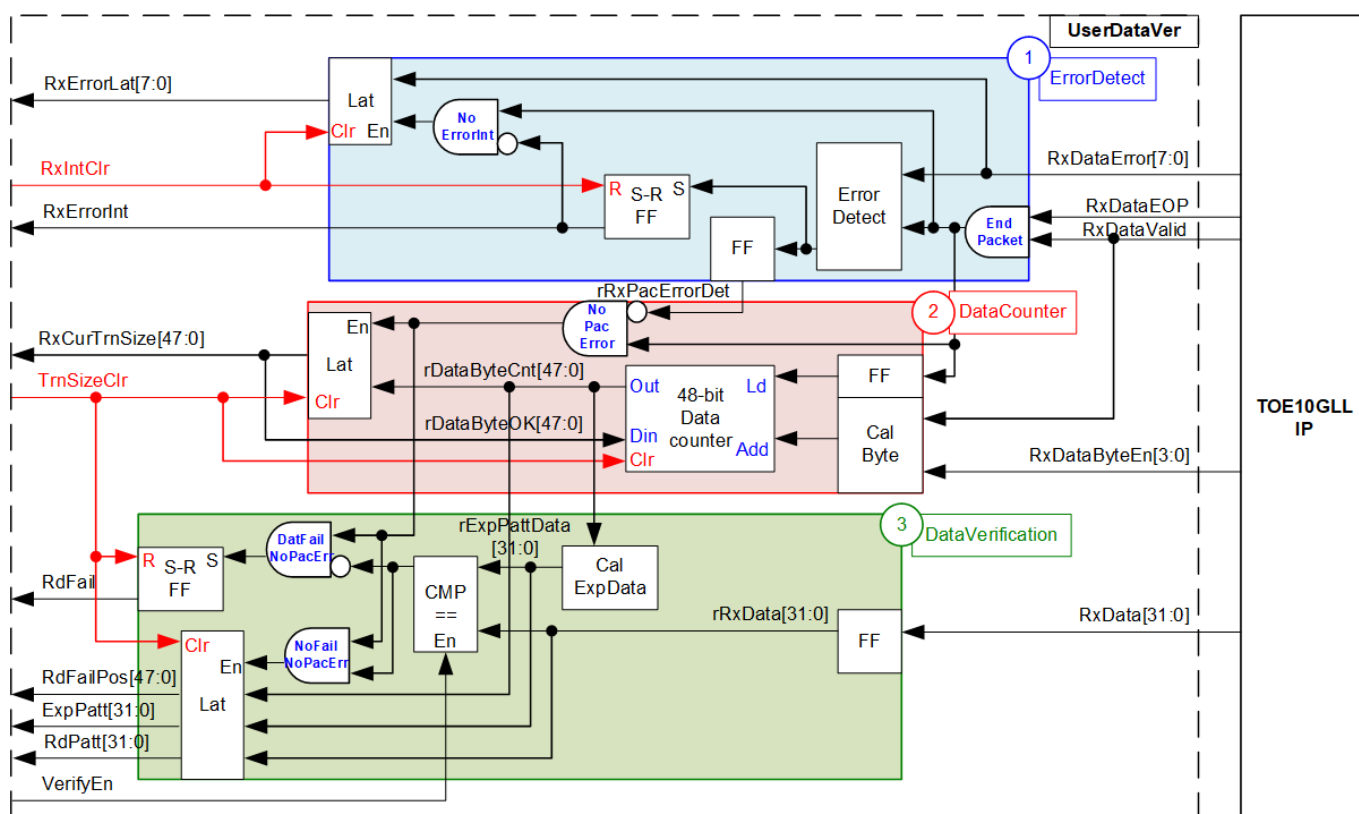 UserDataVer
1
ErrorDetect
RxErrorLat[7:0]
Lat
Clr
En
No
ErrorInt
RxIntClr
RxErrorInt
R
S-R
FF
S
FF
Error
Detect
End
Packet
RxDataError[7:0]
RxDataEOP
RxDataValid
rRxPacErrorDet
2
DataCounter
RxCurTrnSize[47:0]
TrnSizeClr
En
Lat
Clr
No
Pac
Error
rDataByteCnt[47:0]
rDataByteOK[47:0]
Out
Ld
48-bit
Data
counter
Din
Add
Clr
FF
Cal
Byte
RxDataByteEn[3:0]
TOE10GLL
IP
3
DataVerification
R
S-R
FF
S
DatFail
NoPacErr
rExpPattData
[31:0]
Cal
ExpData
CMP
==
En
RdFail
Clr
En
Lat
NoFail
NoPacErr
rRxData[31:0]
FF
RxData[31:0]
RdFailPos[47:0]
ExpPatt[31:0]
RdPatt[31:0]
VerifyEn